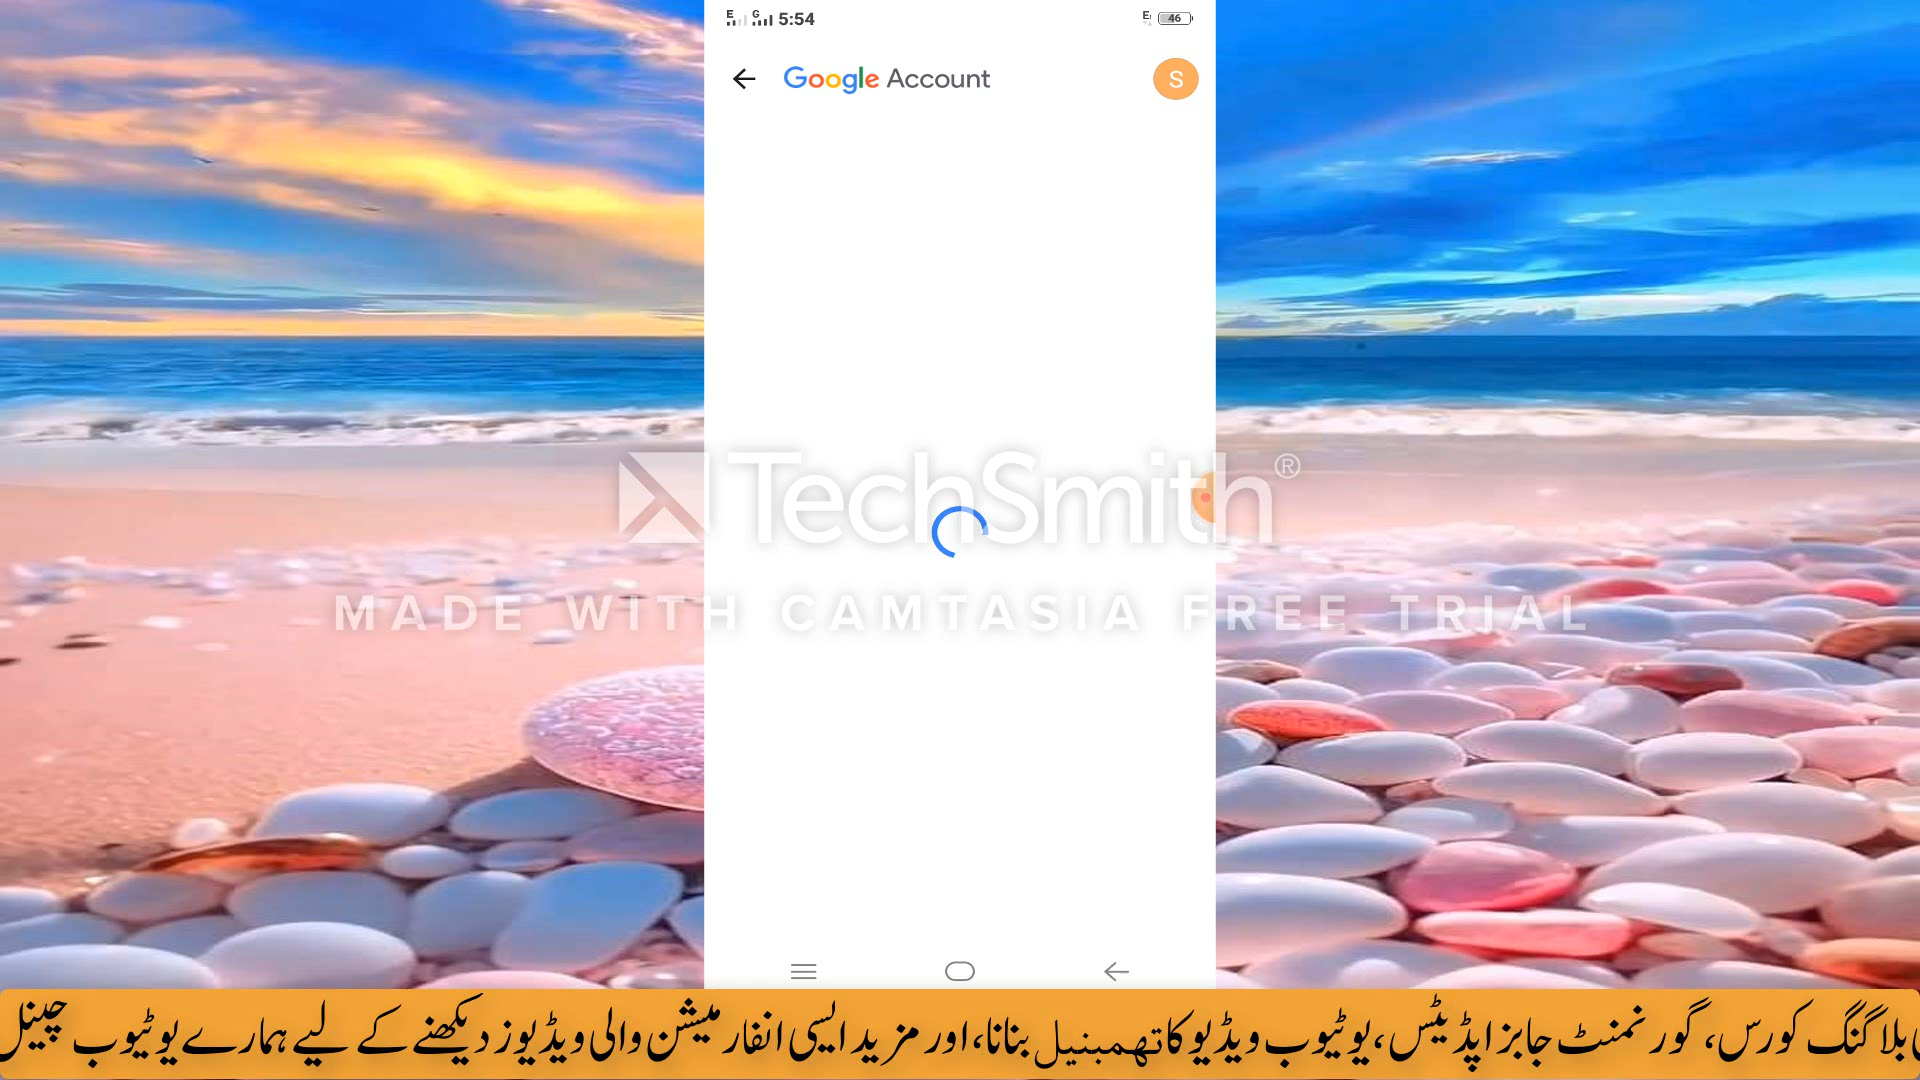 E G 5:54 E 46
Google Account S
TechSmith®
MADE WITH CAMTASIA FREE TRIAL
بلاگنگ کورس، گورنمنٹ جابز اپڈیٹس، یوٹیوب ویڈیو کا تھمبنیل بنانا، اور مزید ایسی انفارمیشن والی ویڈیوز دیکھنے کے لیے ہمارے یوٹیوب چینل